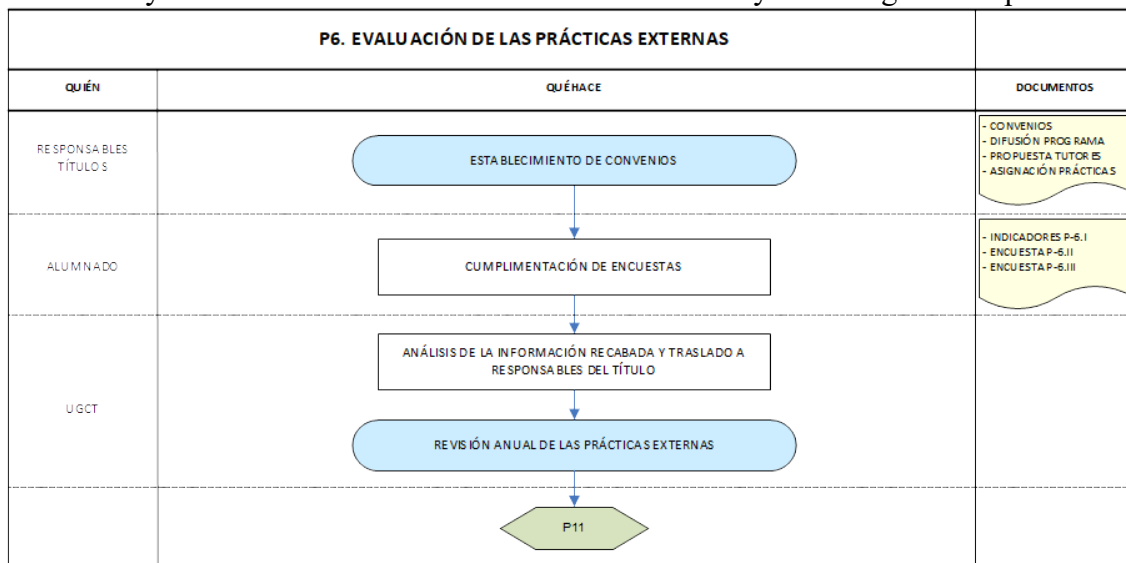 P6. EVALUACIÓN DE LAS PRÁCTICAS EXTERNAS
QUIÉN
QUÉ HACE
DOCUMENTOS
RESPONSABLES
TÍTULOS
ESTABLECIMIENTO DE CONVENIOS
- CONVENIOS
- DIFUSIÓN PROGRAMA
- PROPUESTA TUTORES
- ASIGNACIÓN PRÁCTICAS
ALUMNADO
CUMPLIMENTACIÓN DE ENCUESTAS
- INDICADORES P-6.I
- ENCUESTA P-6.II
- ENCUESTA P-6.III
UGCT
ANÁLISIS DE LA INFORMACIÓN RECABADA Y TRASLADO A
RESPONSABLES DEL TÍTULO
REVISIÓN ANUAL DE LAS PRÁCTICAS EXTERNAS
P11